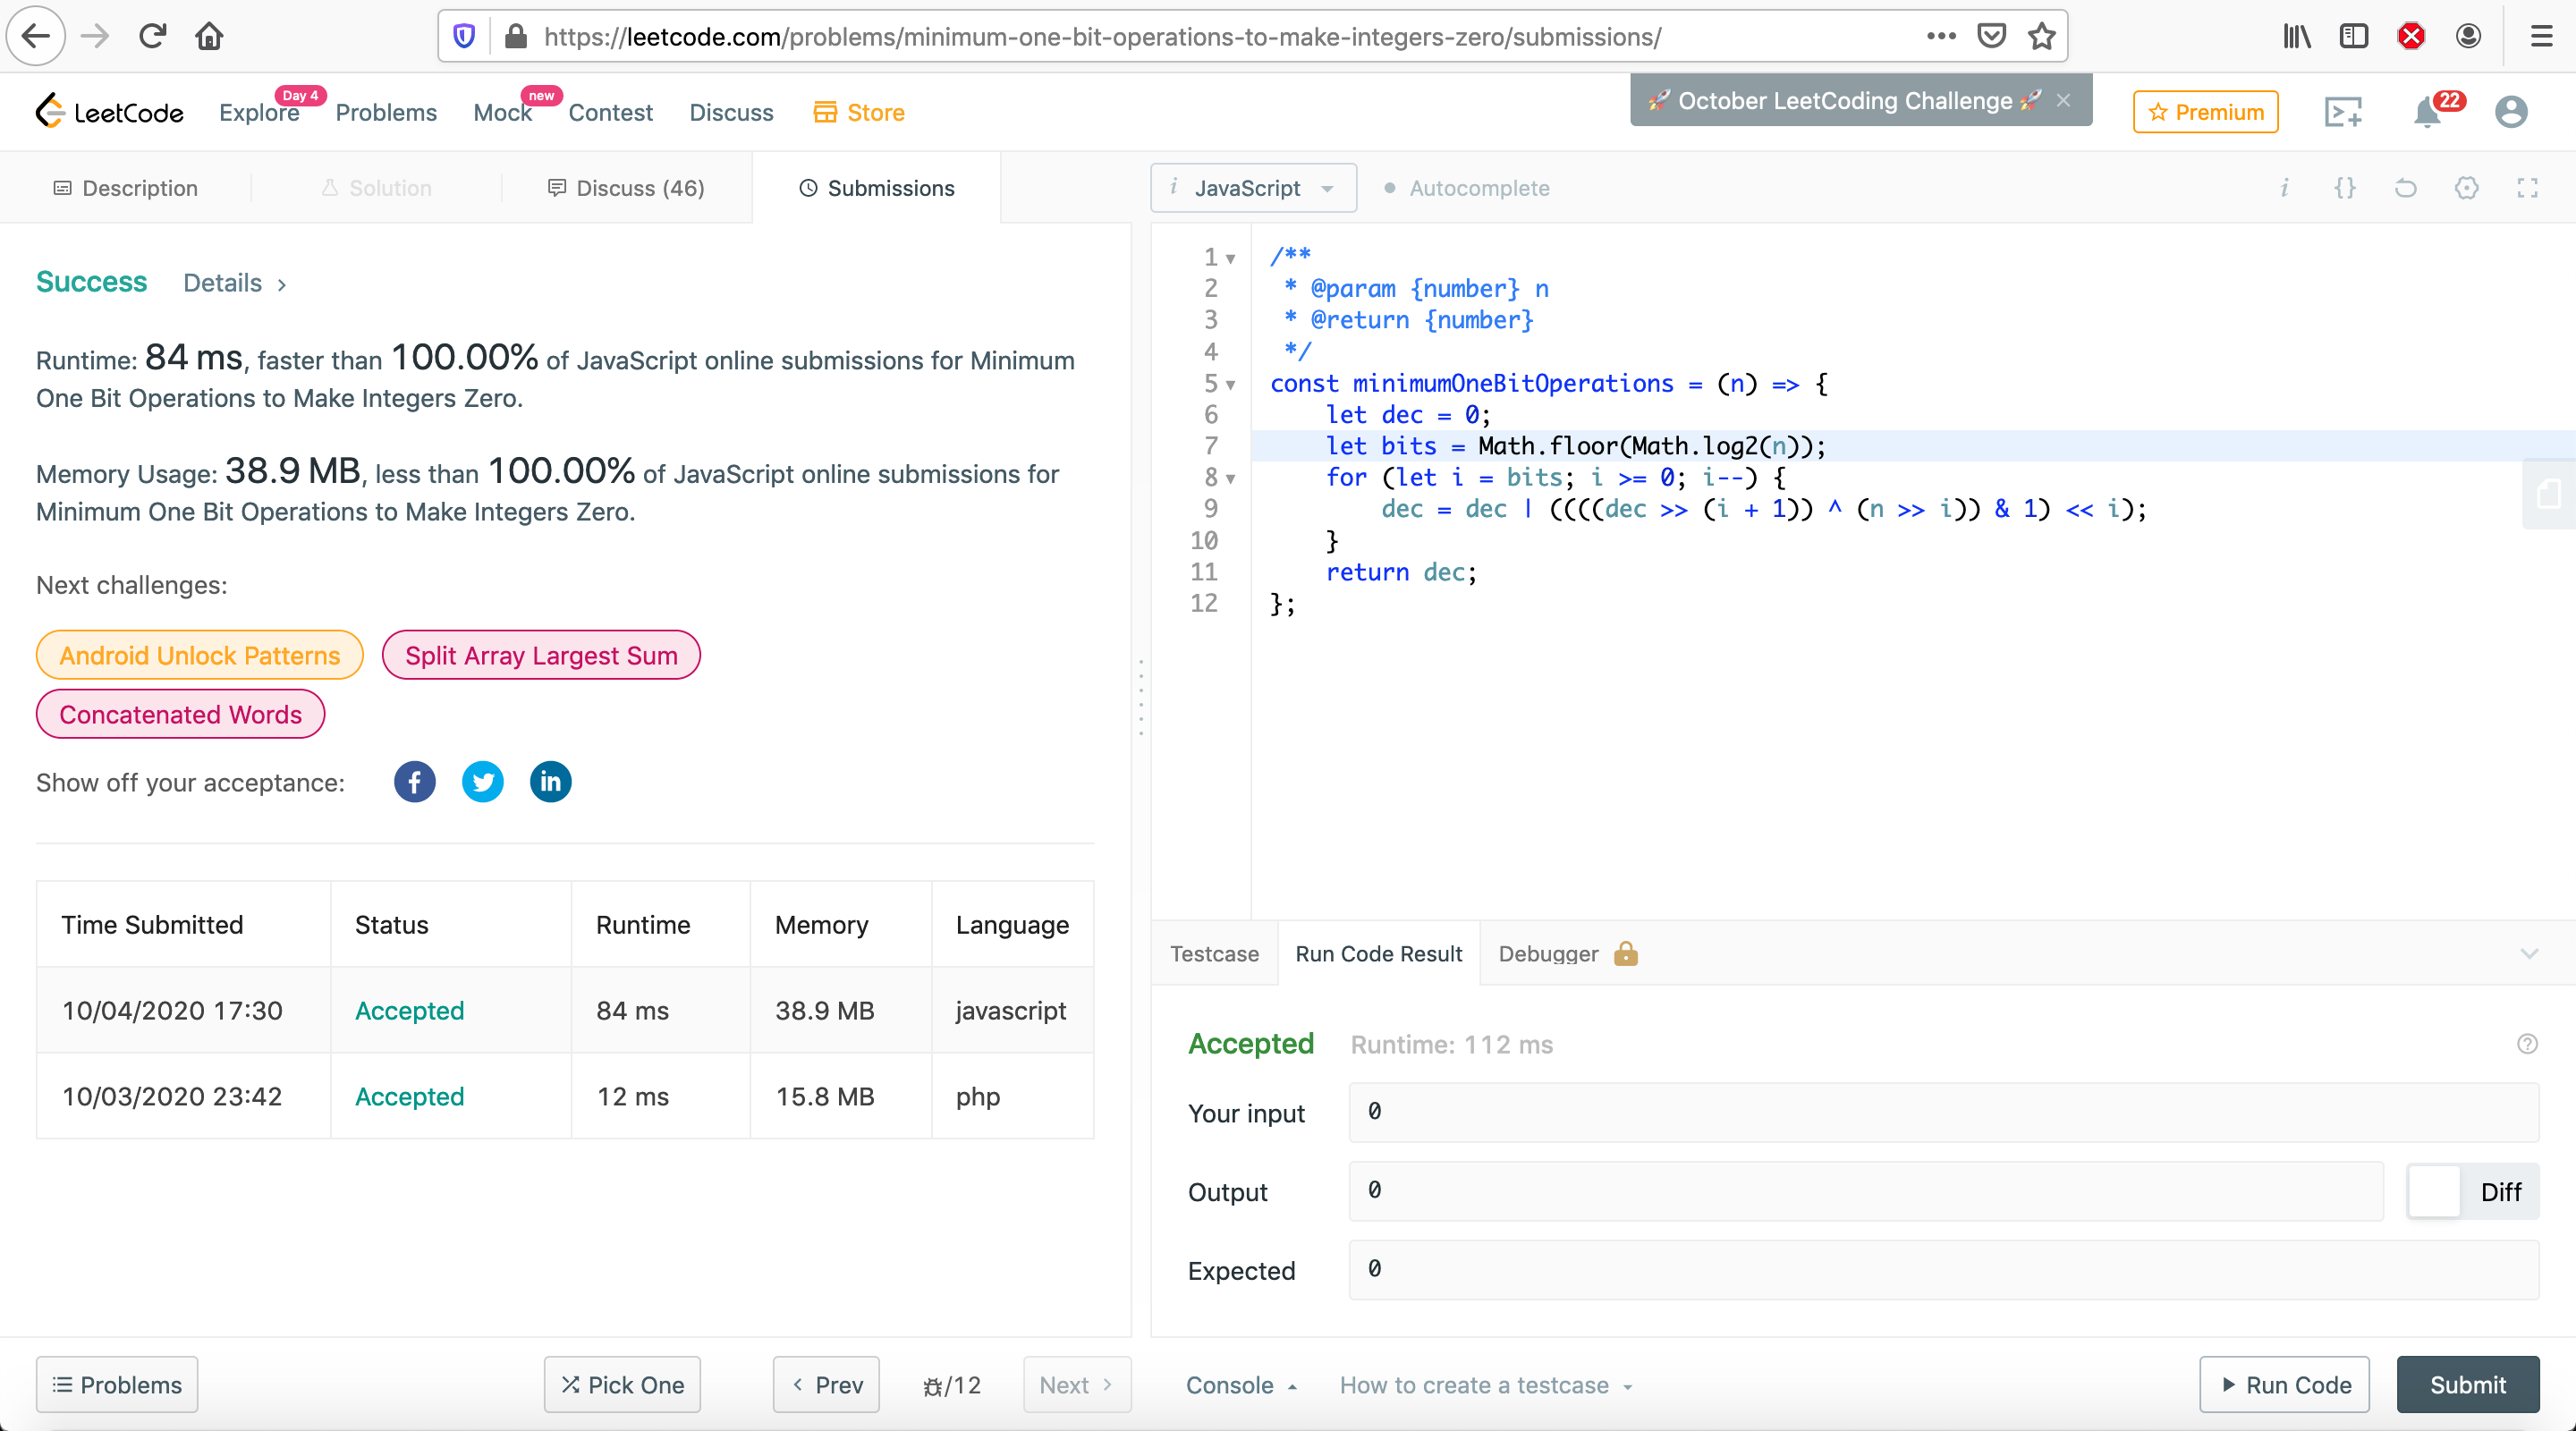 https://leetcode.com/problems/minimum-one-bit-operations-to-make-integers-zero/submissions/
LeetCode
Explore
Day 4
Problems
Mock
new
Contest
Discuss
Store
🚀 October LeetCoding Challenge 🚀 ×
Premium
22
Description
Solution
Discuss (46)
Submissions
Success Details >
Runtime: 84 ms, faster than 100.00% of JavaScript online submissions for Minimum
One Bit Operations to Make Integers Zero.
Memory Usage: 38.9 MB, less than 100.00% of JavaScript online submissions for
Minimum One Bit Operations to Make Integers Zero.
Next challenges:
Android Unlock Patterns
Split Array Largest Sum
Concatenated Words
Show off your acceptance:
Time Submitted Status Runtime Memory Language
10/04/2020 17:30 Accepted 84 ms 38.9 MB javascript
10/03/2020 23:42 Accepted 12 ms 15.8 MB php
Problems
Pick One
< Prev
/12
Next >
i JavaScript
Autocomplete
i {}
1 /**
2 * @param {number} n
3 * @return {number}
4 */
5 const minimumOneBitOperations = (n) => {
6 let dec = 0;
7 let bits = Math.floor(Math.log2(n));
8 for (let i = bits; i >= 0; i--) {
9 dec = dec | ((((dec >> (i + 1)) ^ (n >> i)) & 1) << i);
10 }
11 return dec;
12 };
Testcase
Run Code Result
Debugger
Accepted Runtime: 112 ms
?
Your input 0
Output 0
Diff
Expected 0
Console
How to create a testcase
Run Code
Submit